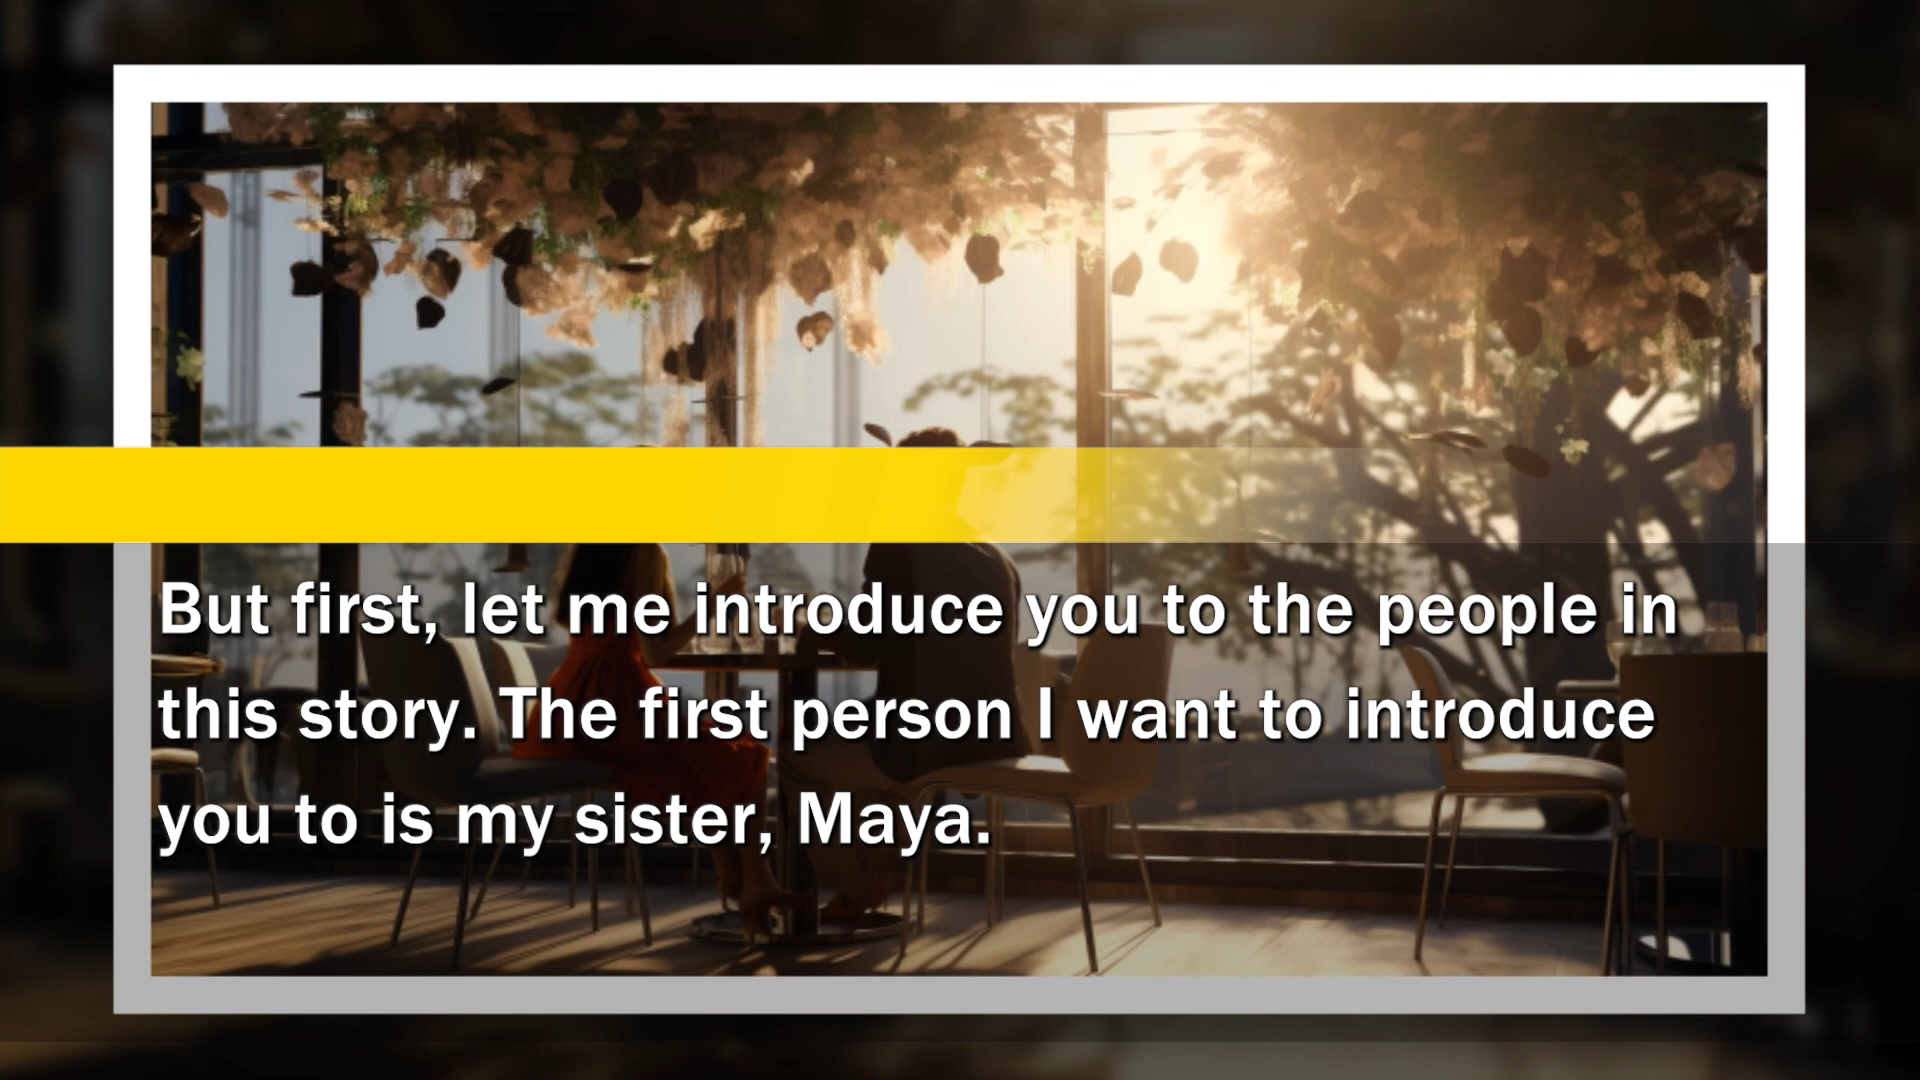 But first, let me introduce you to the people in
this story. The first person I want to introduce
you to is my sister, Maya.